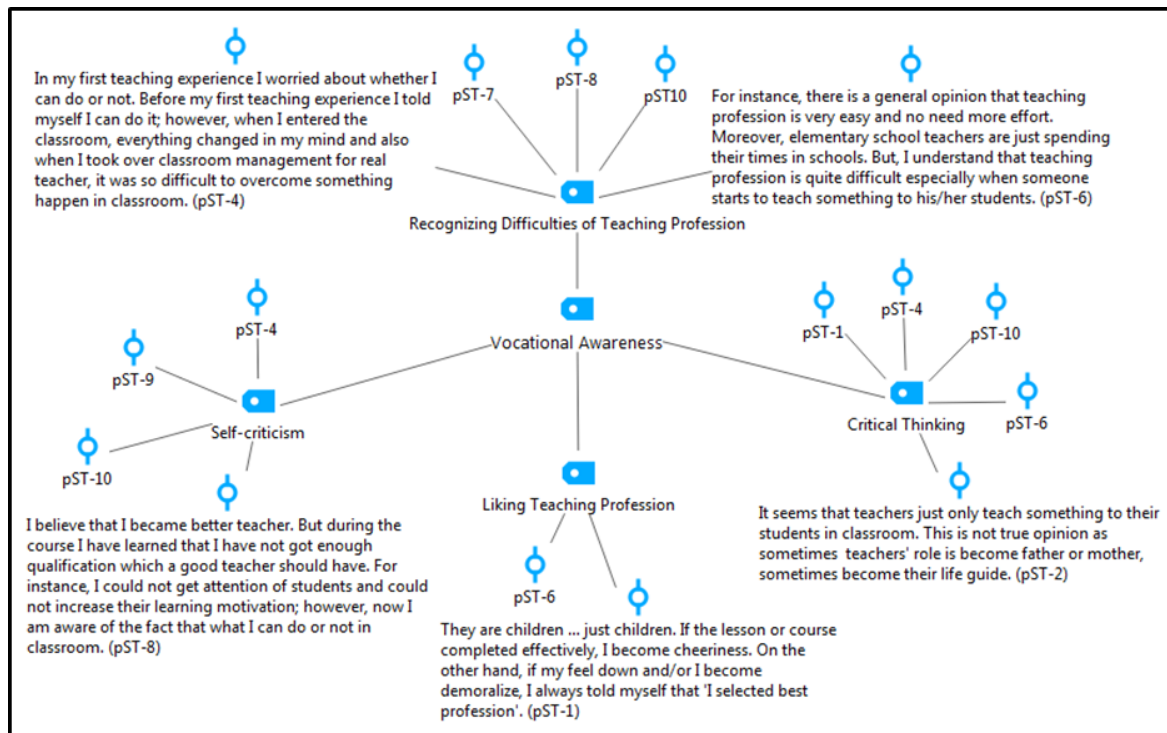 In my first teaching experience I worried about whether I
can do or not. Before my first teaching experience I told
myself I can do it; however, when I entered the
classroom, everything changed in my mind and also
when I took over classroom management for real
teacher, it was so difficult to overcome something
happen in classroom. (pST-4)
pST-7
pST-8
pST10
For instance, there is a general opinion that teaching
profession is very easy and no need more effort.
Moreover, elementary school teachers are just spending
their times in schools. But, I understand that teaching
profession is quite difficult especially when someone
starts to teach something to his/her students. (pST-6)
Recognizing Difficulties of Teaching Profession
Vocational Awareness
pST-4
pST-9
pST-10
Self-criticism
I believe that I became better teacher. But during the
course I have learned that I have not got enough
qualification which a good teacher should have. For
instance, I could not get attention of students and could
not increase their learning motivation; however, now I
am aware of the fact that what I can do or not in
classroom. (pST-8)
Liking Teaching Profession
pST-6
They are children ... just children. If the lesson or course
completed effectively, I become cheeriness. On the
other hand, if my feel down and/or I become
demoralize, I always told myself that 'I selected best
profession'. (pST-1)
pST-1
pST-4
pST-10
pST-6
Critical Thinking
It seems that teachers just only teach something to their
students in classroom. This is not true opinion as
sometimes teachers' role is become father or mother,
sometimes become their life guide. (pST-2)